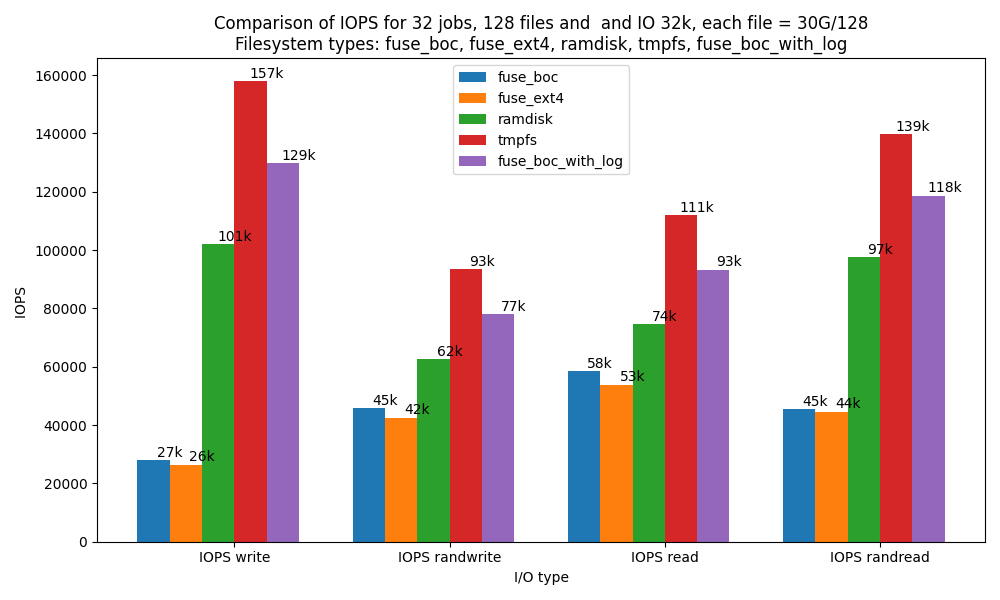 Comparison of IOPS for 32 jobs, 128 files and  and IO 32k, each file = 30G/128
Filesystem types: fuse_boc, fuse_ext4, ramdisk, tmpfs, fuse_boc_with_log
160000
140000
120000
100000
80000
60000
40000
20000
0
IOPS
fuse_boc
fuse_ext4
ramdisk
tmpfs
fuse_boc_with_log
27k
26k
101k
157k
129k
45k
42k
62k
93k
77k
58k
53k
74k
111k
93k
45k
44k
97k
139k
118k
IOPS write
IOPS randwrite
IOPS read
IOPS randread
I/O type